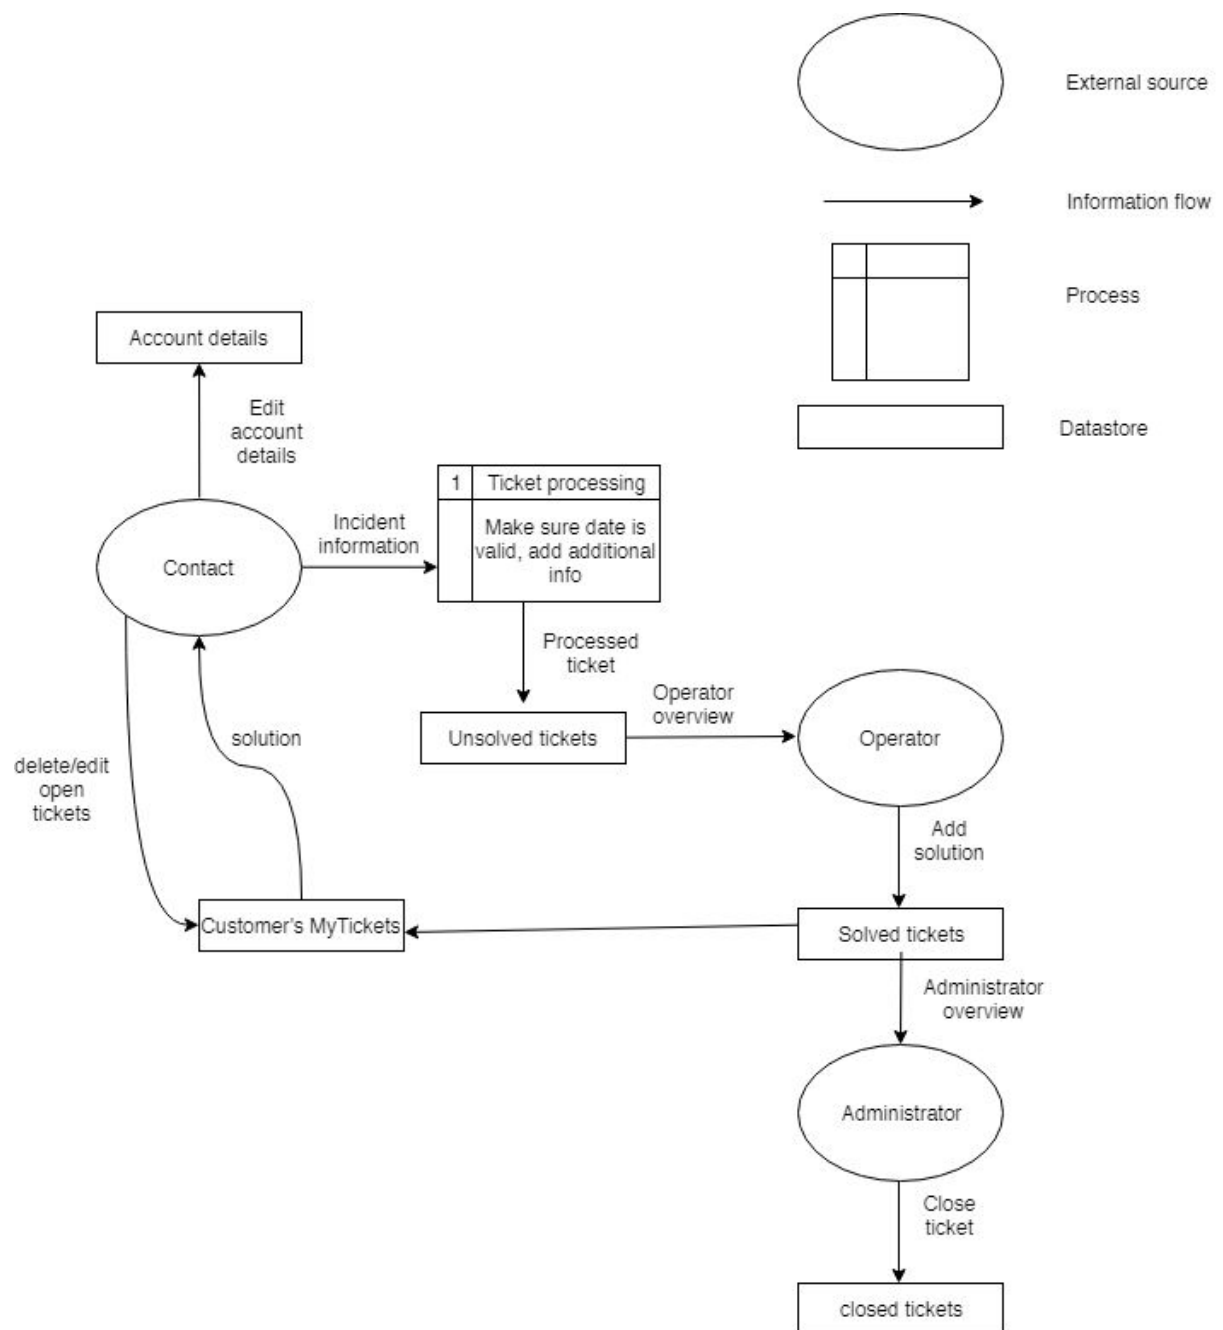 External source
Information flow
Process
Datastore
Account details
Edit
account
details
1
Ticket processing
Make sure date is
valid, add additional
info
Incident
information
Contact
Processed
ticket
Operator
overview
Unsolved tickets
Operator
solution
delete/edit
open
tickets
Add
solution
Customer's MyTickets
Solved tickets
Administrator
overview
Administrator
Close
ticket
closed tickets